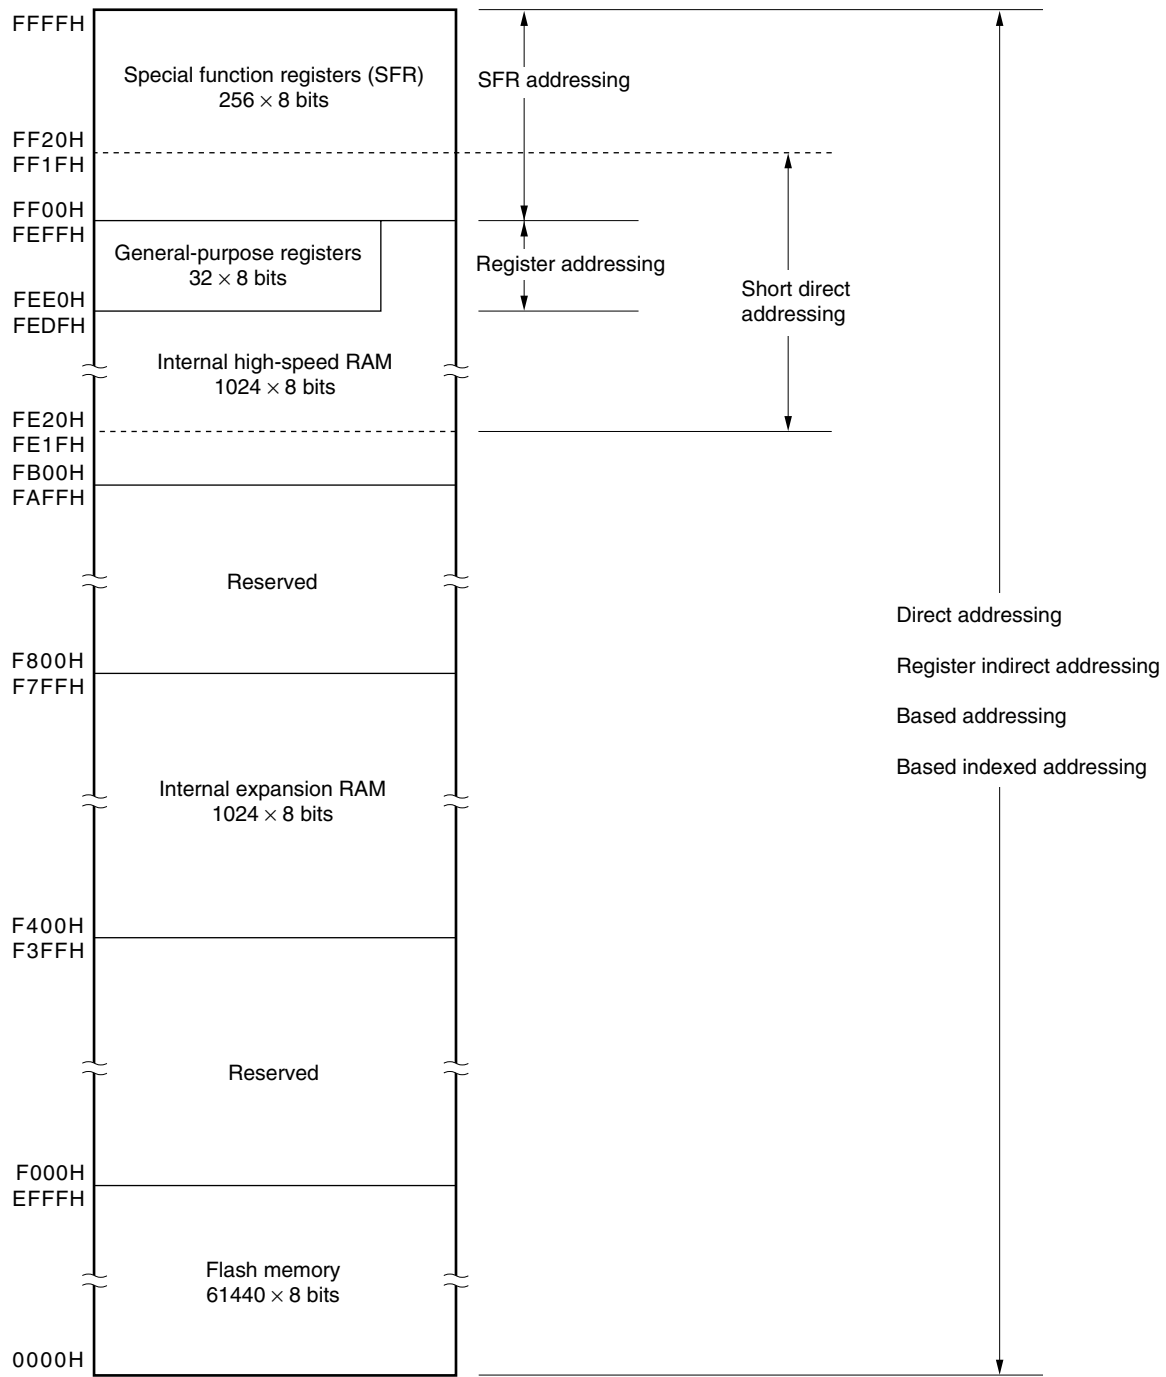 FFFFH
Special function registers (SFR)
256 × 8 bits
SFR addressing
FF20H
FF1FH
FF00H
FEFFH
General-purpose registers
32 × 8 bits
Register addressing
Short direct
addressing
FEE0H
FEDFH
Internal high-speed RAM
1024 × 8 bits
FE20H
FE1FH
FB00H
FAFFH
Reserved
Direct addressing
Register indirect addressing
Based addressing
Based indexed addressing
F800H
F7FFH
Internal expansion RAM
1024 × 8 bits
F400H
F3FFH
Reserved
F000H
EFFFH
Flash memory
61440 × 8 bits
0000H